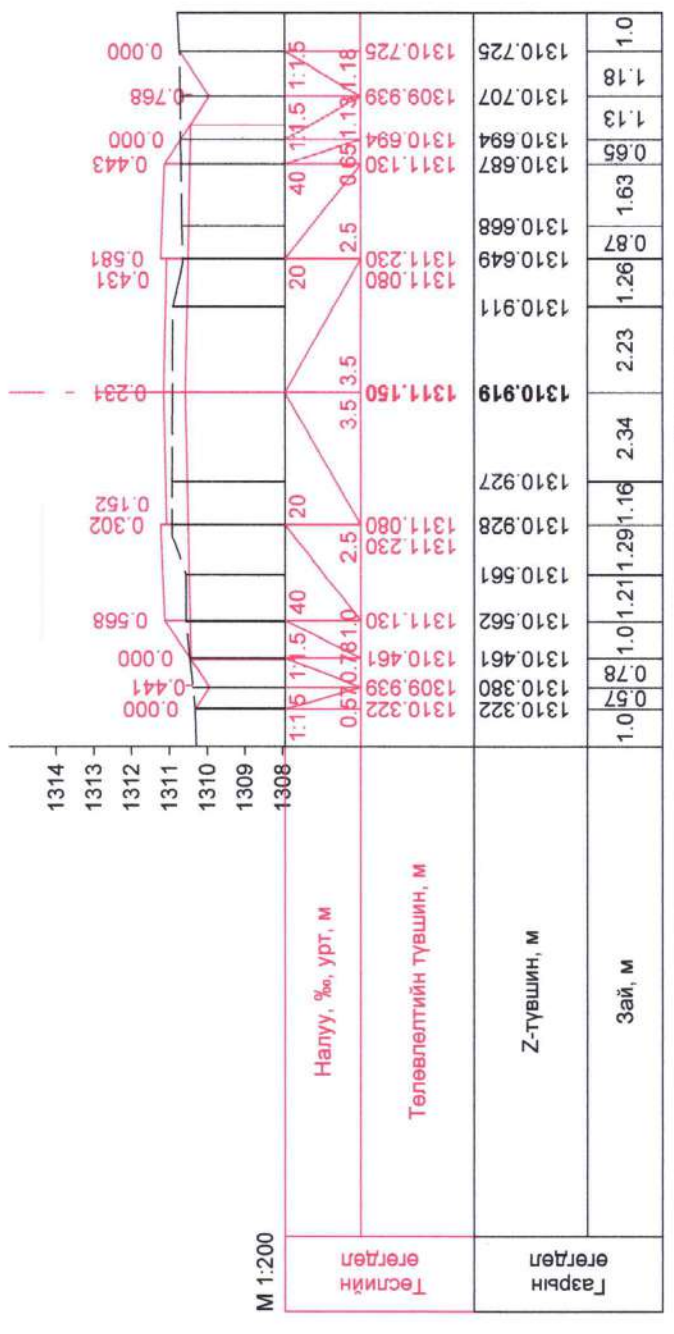 1314
1313
1312
1311
1310
1309
1308
0.000 -0.441 0.000 0.568 0.302 0.152 0.231 0.431 0.581 0.443 0.000 -0.768 0.000
М 1:200
Төслийн өгөгдөл
Налуу, ‰, урт, м
1:1.5 1:1.5 40 20 20 40 1:1.5 1:1.5
0.57 0.78 1.0 2.5 3.5 3.5 2.5 0.65 1.13 1.18
Төлөвлөлтийн түвшин, м
1310.322 1309.939 1310.461 1311.130 1311.230 1311.080 1311.150 1311.080 1311.230 1311.130 1310.694 1309.939 1310.725
Газрын өгөгдөл
Z-түвшин, м
1310.322 1310.380 1310.461 1310.562 1310.561 1310.928 1310.927 1310.919 1310.911 1310.649 1310.668 1310.687 1310.694 1310.707 1310.725
Зай, м
1.0 0.57 0.78 1.0 1.21 1.29 1.16 2.34 2.23 1.26 0.87 1.63 0.65 1.13 1.18 1.0